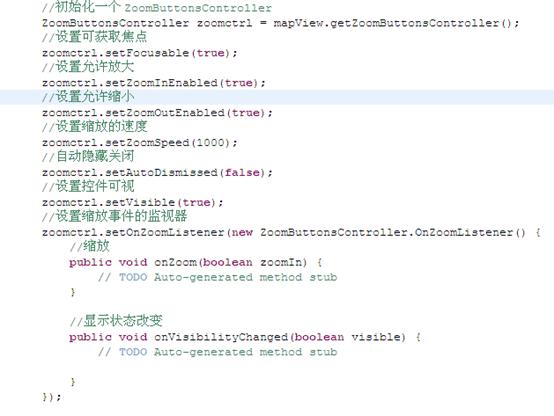 //初始化一个 ZoomButtonsController
ZoomButtonsController zoomctrl = mapView.getZoomButtonsController();
//设置可获取焦点
zoomctrl.setFocusable(true);
//设置允许放大
zoomctrl.setZoomInEnabled(true);
//设置允许缩小
zoomctrl.setZoomOutEnabled(true);
//设置缩放的速度
zoomctrl.setZoomSpeed(1000);
//自动隐藏关闭
zoomctrl.setAutoDismissed(false);
//设置控件可视
zoomctrl.setVisible(true);
//设置缩放事件的监视器
zoomctrl.setOnZoomListener(new ZoomButtonsController.OnZoomListener() {
//缩放
public void onZoom(boolean zoomIn) {
// TODO Auto-generated method stub
}
//显示状态改变
public void onVisibilityChanged(boolean visible) {
// TODO Auto-generated method stub
}
});